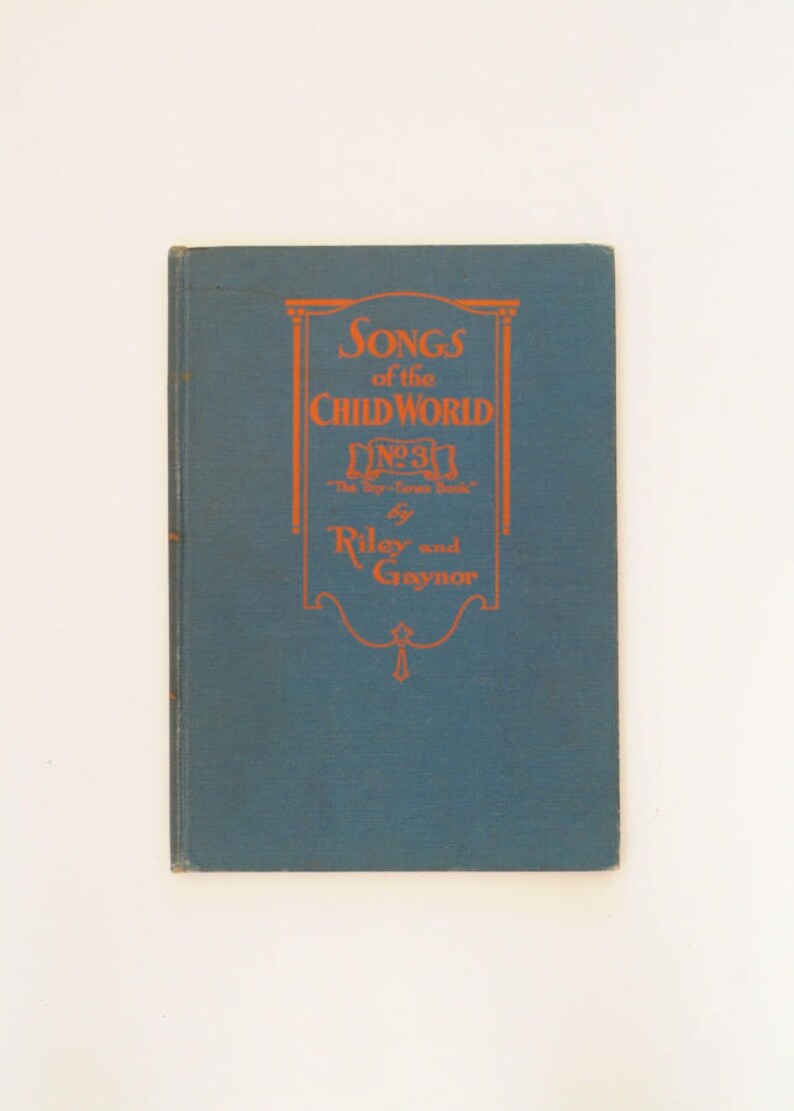 SONGS
of the
CHILD WORLD
No 3
"The Toy-Tunes Book"
by
Riley and
Gaynor